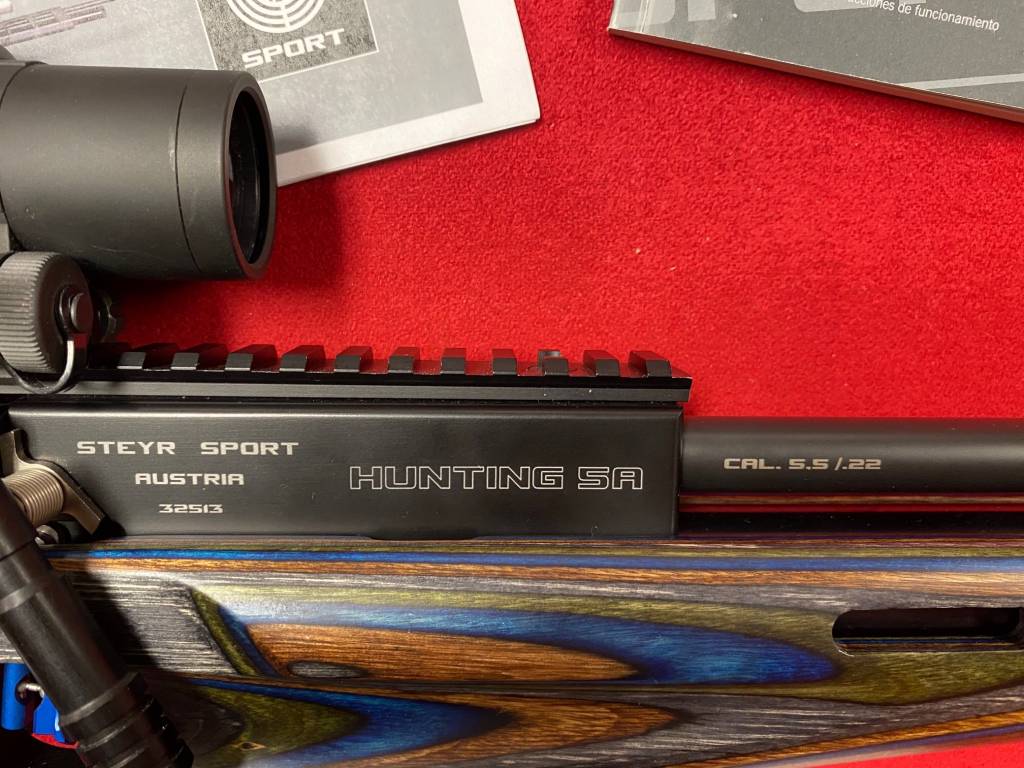 SPORT
cciones de funcionamiento
STEYR SPORT
AUSTRIA
32513
HUNTING 5A
CAL. 5.5 /.22